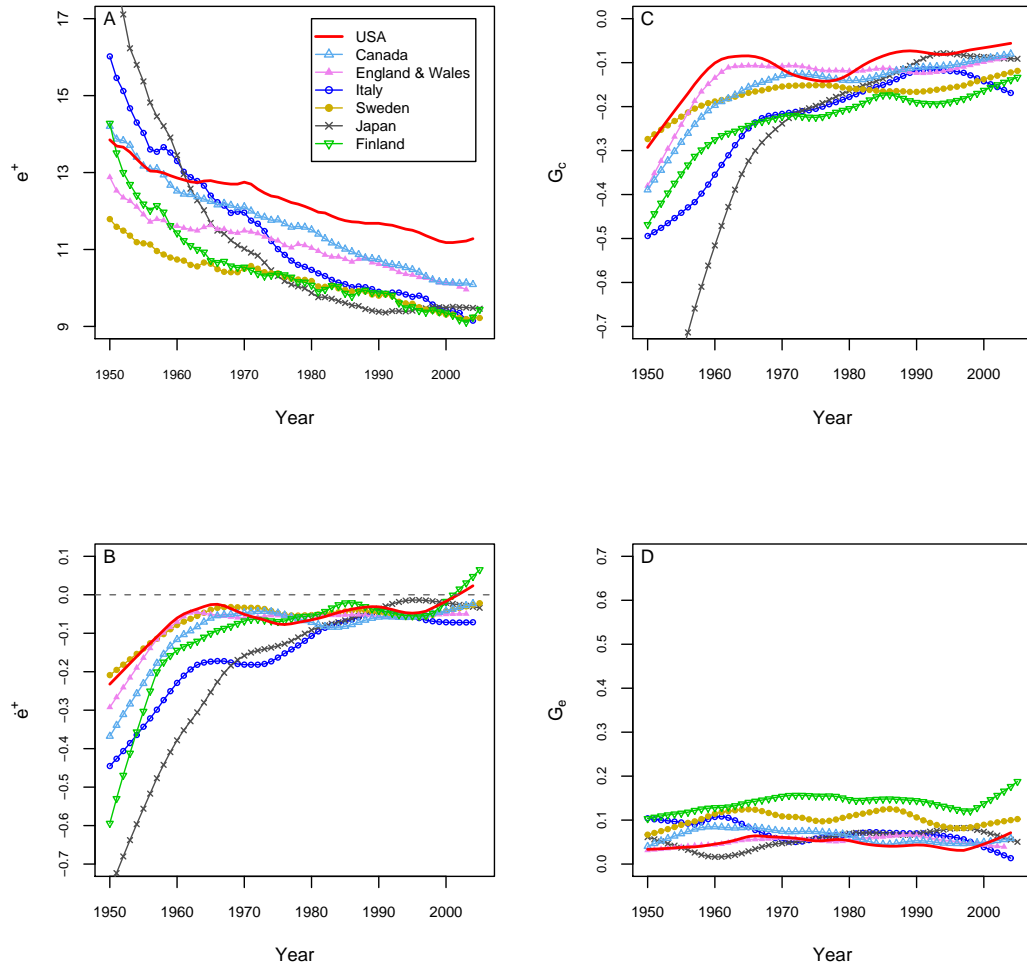 A
17
15
13
11
9
e⁺
1950 1960 1970 1980 1990 2000
Year
USA
Canada
England & Wales
Italy
Sweden
Japan
Finland
C
0.0
−0.1
−0.2
−0.3
−0.4
−0.5
−0.6
−0.7
G_c
1950 1960 1970 1980 1990 2000
Year
B
0.1
0.0
−0.1
−0.2
−0.3
−0.4
−0.5
−0.6
−0.7
ė⁺
1950 1960 1970 1980 1990 2000
Year
D
0.7
0.6
0.5
0.4
0.3
0.2
0.1
0.0
G_e
1950 1960 1970 1980 1990 2000
Year